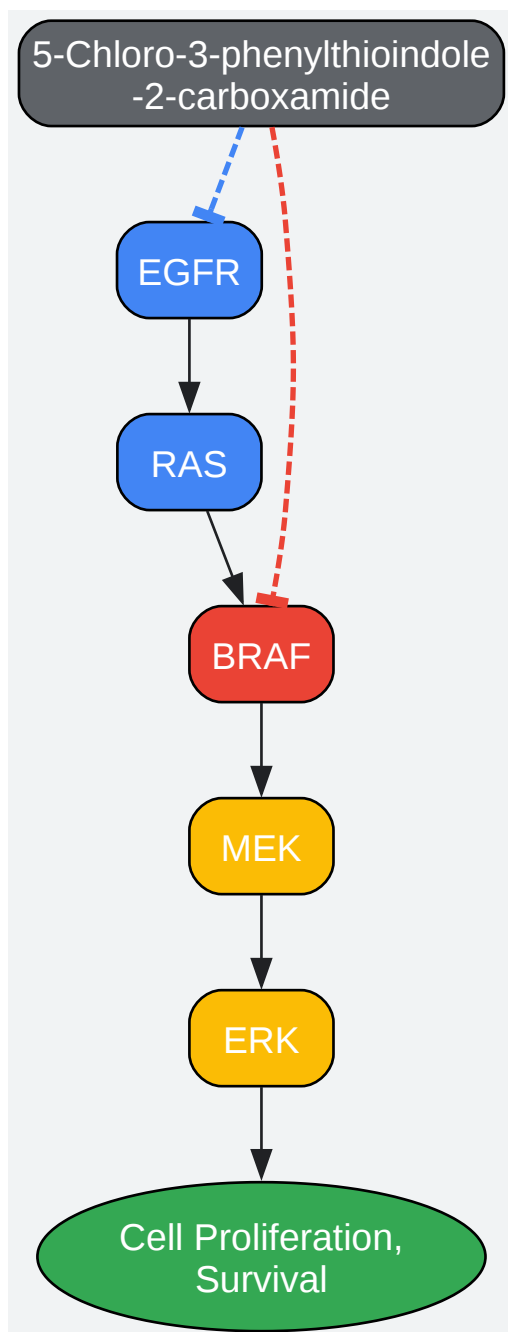 5-Chloro-3-phenylthioindole
-2-carboxamide
EGFR
RAS
BRAF
MEK
ERK
Cell Proliferation,
Survival